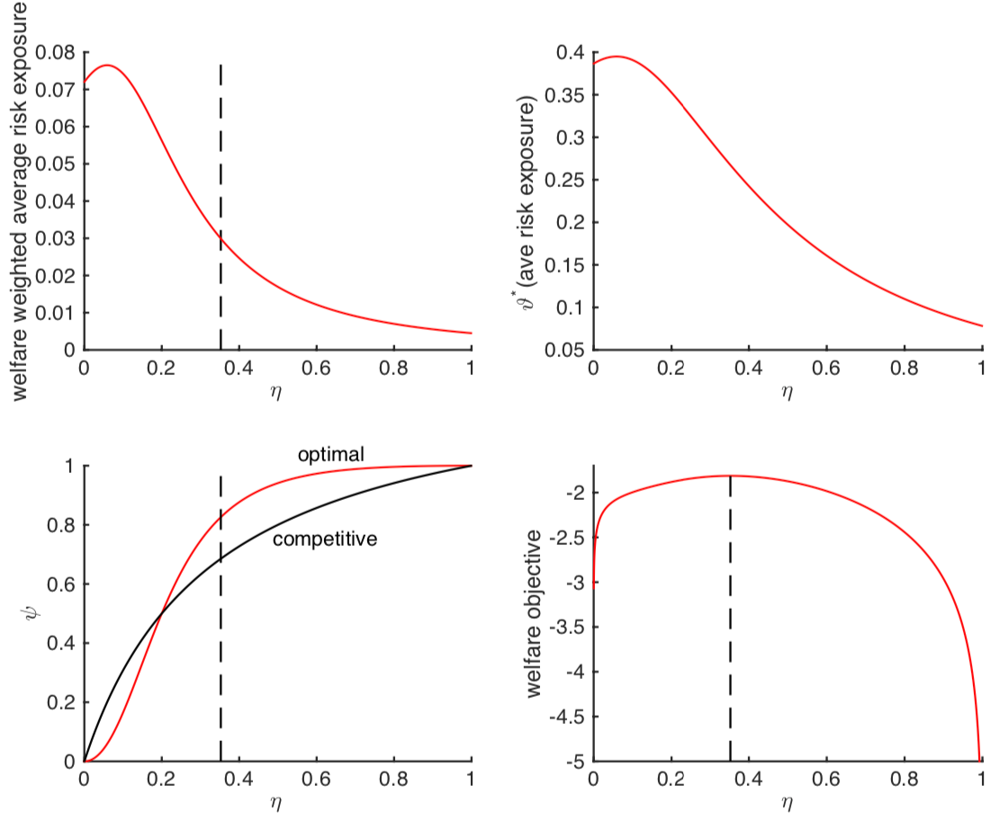 welfare weighted average risk exposure
0.08
0.07
0.06
0.05
0.04
0.03
0.02
0.01
0
0 0.2 0.4 0.6 0.8 1
η
ϑ* (ave risk exposure)
0.4
0.35
0.3
0.25
0.2
0.15
0.1
0.05
0 0.2 0.4 0.6 0.8 1
η
ψ
1
0.8
0.6
0.4
0.2
0
optimal
competitive
0 0.2 0.4 0.6 0.8 1
η
welfare objective
-2
-2.5
-3
-3.5
-4
-4.5
-5
0 0.2 0.4 0.6 0.8 1
η